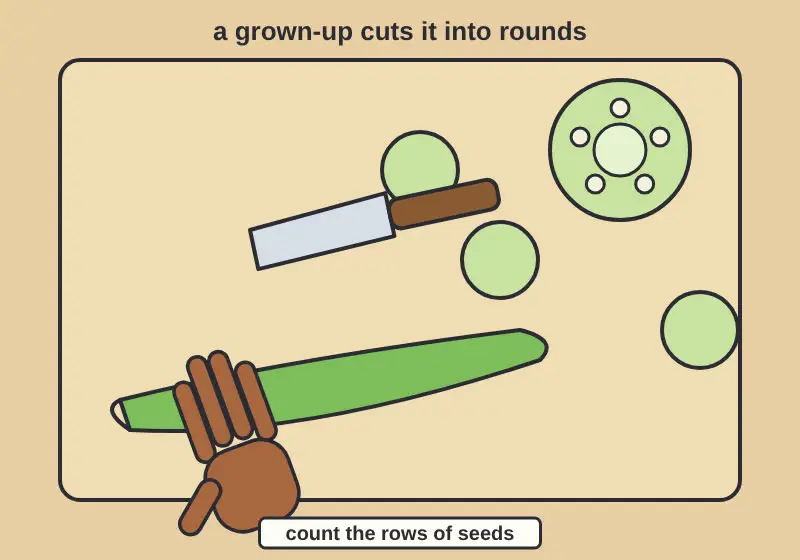 a grown-up cuts it into rounds
count the rows of seeds